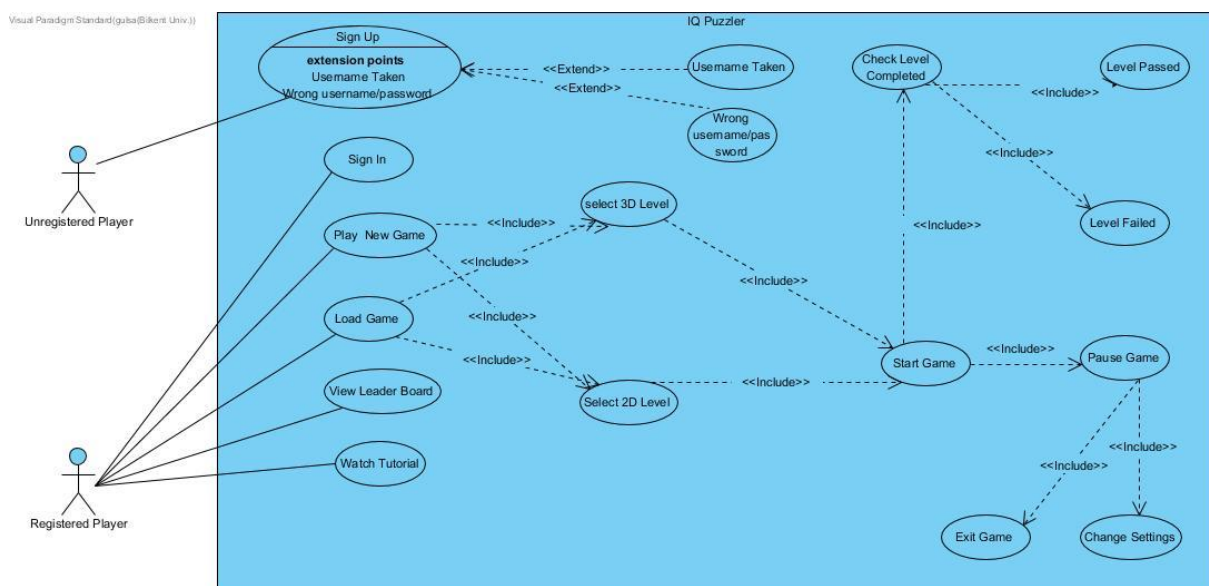 Visual Paradigm Standard(gulsa(Bilkent Univ.))
IQ Puzzler
Sign Up
extension points
Username Taken
Wrong username/password
<<Extend>>
<<Extend>>
Username Taken
Wrong
username/pas
sword
Check Level
Completed
Level Passed
<<Include>>
<<Include>>
Level Failed
<<Include>>
Unregistered Player
Sign In
Play New Game
<<Include>>
select 3D Level
<<Include>>
<<Include>>
Load Game
<<Include>>
<<Include>>
Select 2D Level
<<Include>>
Start Game
<<Include>>
Pause Game
View Leader Board
Watch Tutorial
<<Include>>
<<Include>>
Registered Player
Exit Game
Change Settings